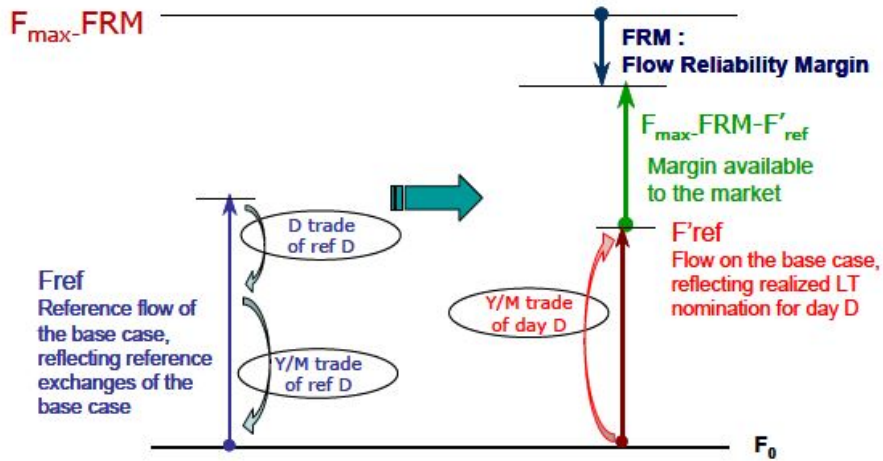 Fmax-FRM
FRM :
Flow Reliability Margin
Fmax-FRM-F'ref
Margin available
to the market
D trade
of ref D
Fref
Reference flow of
the base case,
reflecting reference
exchanges of the
base case
Y/M trade
of ref D
Y/M trade
of day D
F'ref
Flow on the base case,
reflecting realized LT
nomination for day D
F0